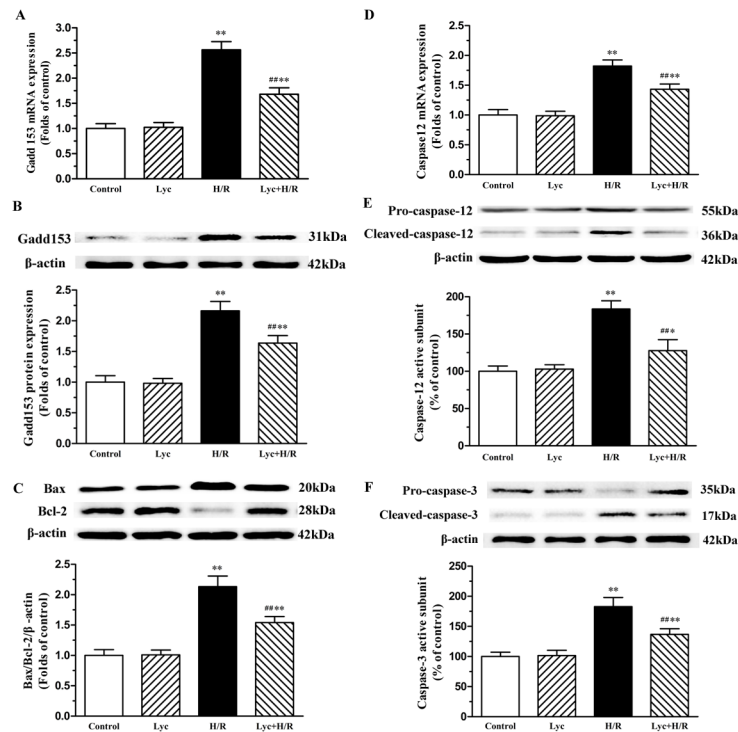 A
Gadd 153 mRNA expression
(Folds of control)
3.0
2.5
2.0
1.5
1.0
0.5
0.0
**
##**
Control Lyc H/R Lyc+H/R
B
Gadd153 31kDa
β-actin 42kDa
Gadd153 protein expression
(Folds of control)
2.5
2.0
1.5
1.0
0.5
0.0
**
##**
Control Lyc H/R Lyc+H/R
C
Bax 20kDa
Bcl-2 28kDa
β-actin 42kDa
Bax/Bcl-2/β -actin
(Folds of control)
2.5
2.0
1.5
1.0
0.5
0.0
**
##**
Control Lyc H/R Lyc+H/R
D
Caspase12 mRNA expression
(Folds of control)
2.5
2.0
1.5
1.0
0.5
0.0
**
##**
Control Lyc H/R Lyc+H/R
E
Pro-caspase-12 55kDa
Cleaved-caspase-12 36kDa
β-actin 42kDa
Caspase-12 active subunit
(% of control)
200
150
100
50
0
**
##*
Control Lyc H/R Lyc+H/R
F
Pro-caspase-3 35kDa
Cleaved-caspase-3 17kDa
β-actin 42kDa
Caspase-3 active subunit
(% of control)
250
200
150
100
50
0
**
##**
Control Lyc H/R Lyc+H/R